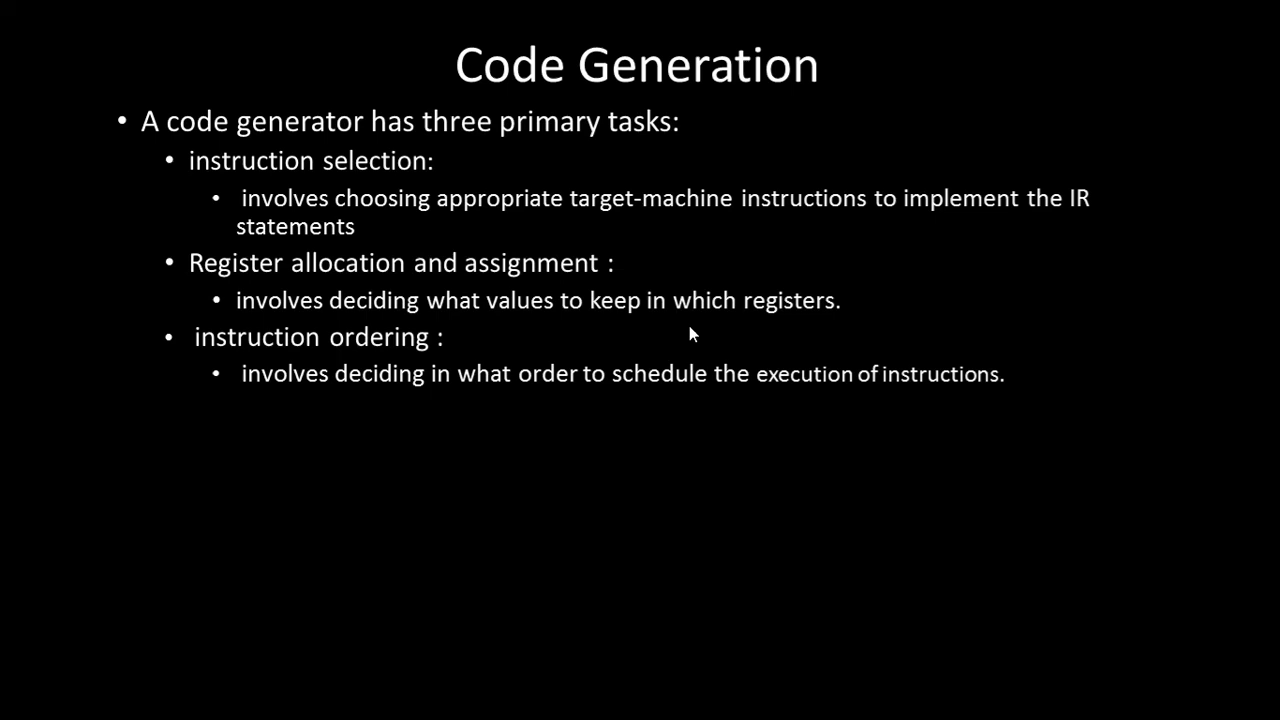 Code Generation
• A code generator has three primary tasks:
• instruction selection:
• involves choosing appropriate target-machine instructions to implement the IR
statements
• Register allocation and assignment :
• involves deciding what values to keep in which registers.
• instruction ordering :
• involves deciding in what order to schedule the execution of instructions.